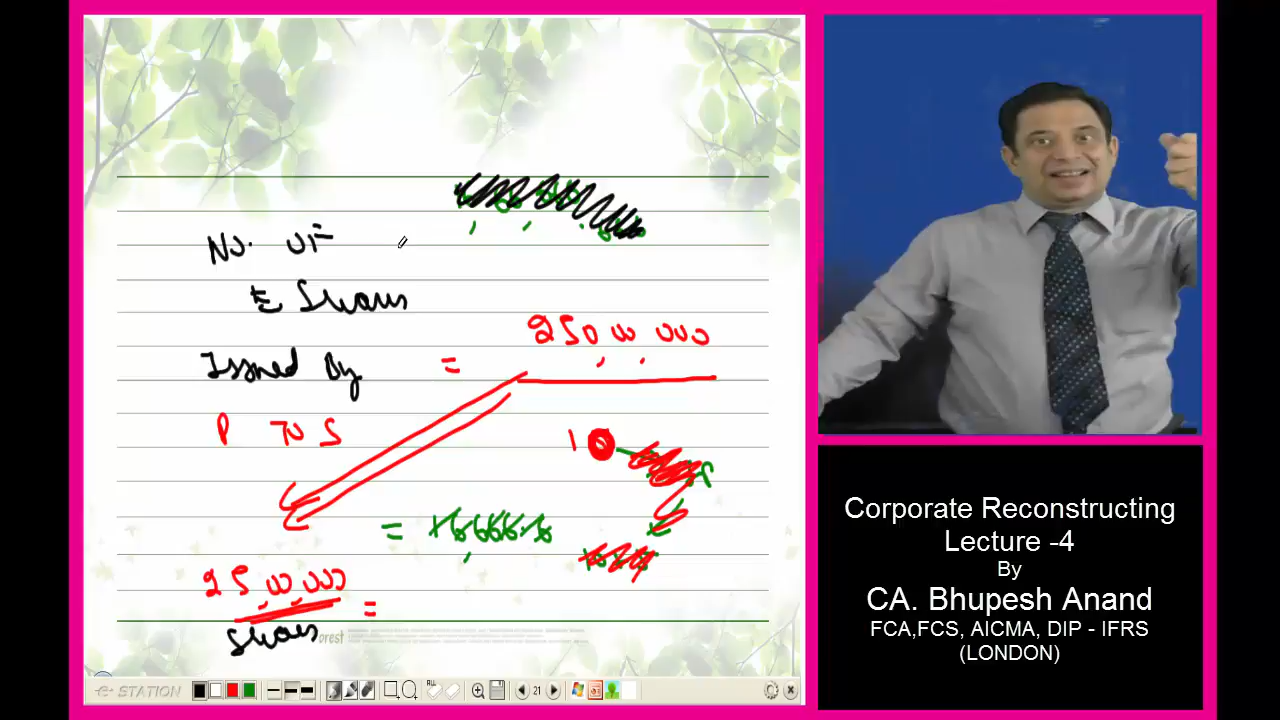 No. of
E Shares
Issued By = 250,00,000
P To S
10
=
25,00,000 =
Shares
forest
e-STATION
21
Corporate Reconstructing
Lecture -4
By
CA. Bhupesh Anand
FCA,FCS, AICMA, DIP - IFRS
(LONDON)